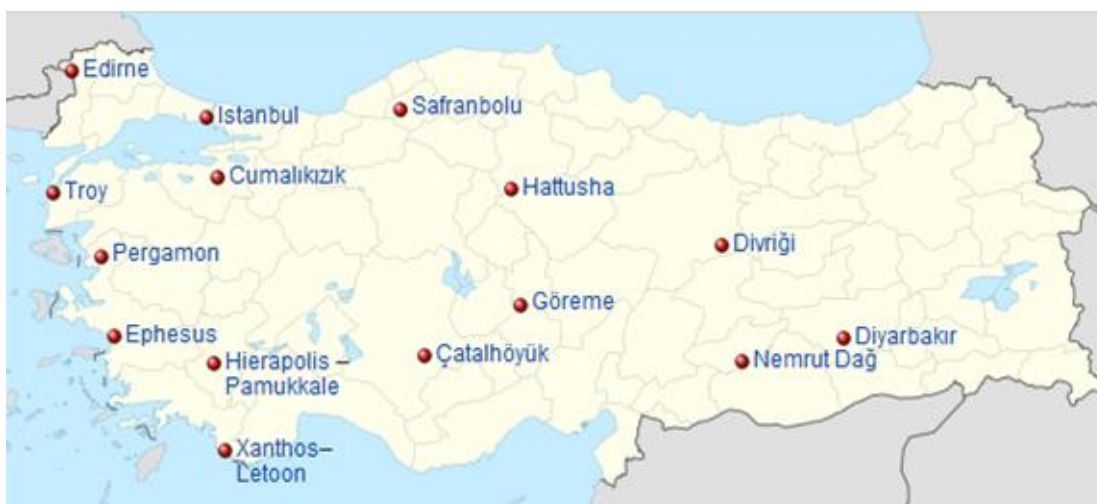 Edirne
Istanbul
Safranbolu
Cumalıkızık
Troy
Hattusha
Pergamon
Divriği
Göreme
Ephesus
Diyarbakır
Hierapolis –
Pamukkale
Çatalhöyük
Nemrut Dağ
Xanthos–
Letoon